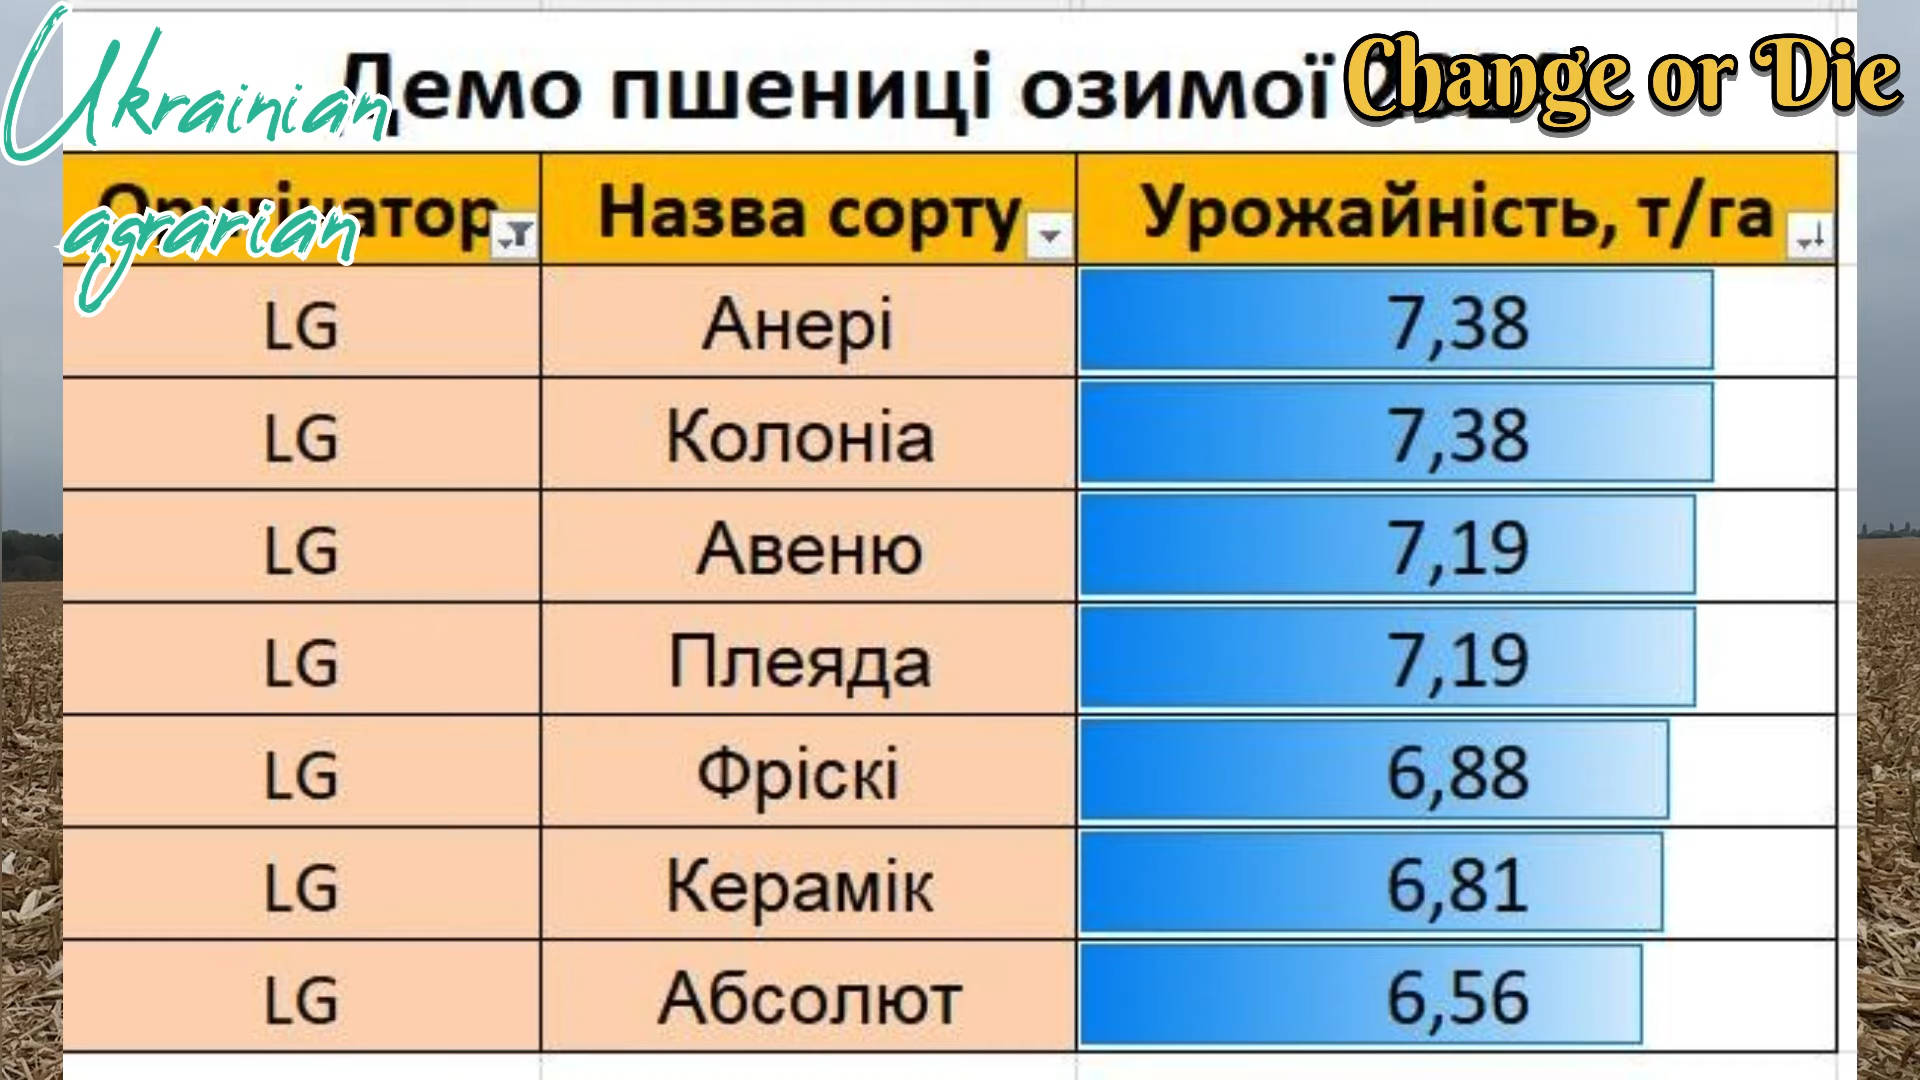 Ukrainian
agrarian
Change or Die
Демо пшениці озимої
Оригінатор Назва сорту Урожайність, т/га
LG Анері 7,38
LG Колоніа 7,38
LG Авеню 7,19
LG Плеяда 7,19
LG Фріскі 6,88
LG Керамік 6,81
LG Абсолют 6,56